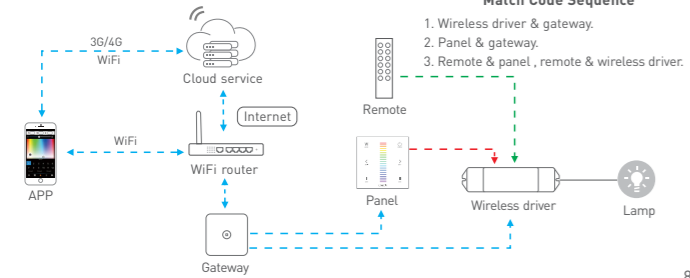 Match Code Sequence
1. Wireless driver & gateway.
2. Panel & gateway.
3. Remote & panel , remote & wireless driver.
3G/4G
WiFi
Cloud service
Internet
Remote
WiFi
WiFi router
APP
Panel
Wireless driver
Lamp
Gateway